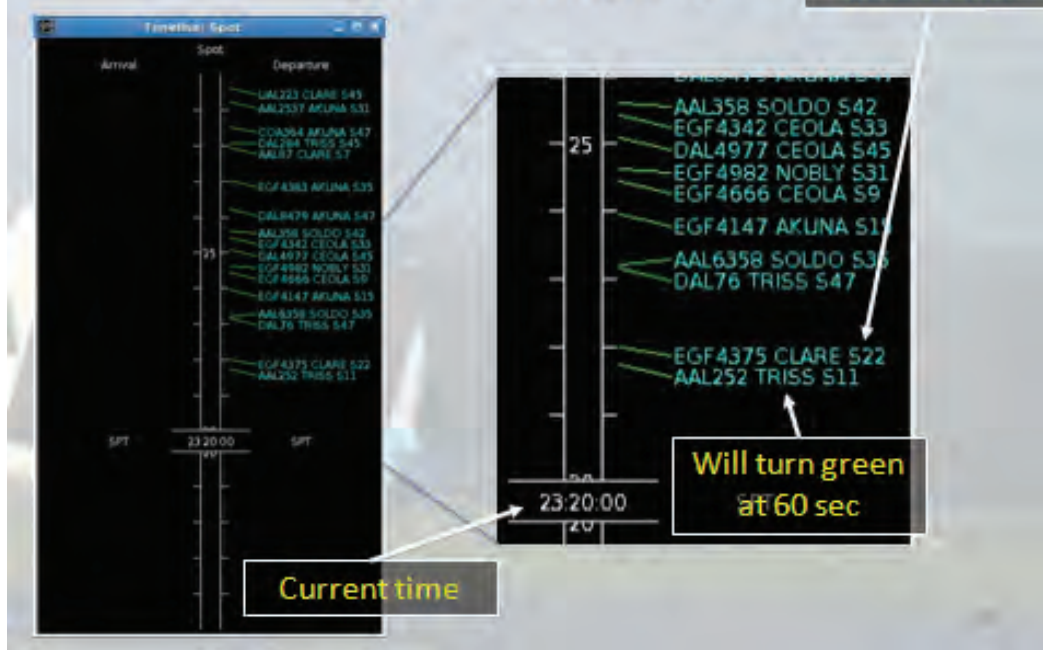 Timeline: Spot
Spot
Arrival
Departure
UAL223 CLARE S45
AAL2537 AKUNA S31
COA364 AKUNA S47
DAL284 TRISS S45
AAL87 CLARE S7
EGF4383 AKUNA S35
DAL8479 AKUNA S47
AAL358 SOLDO S42
EGF4342 CEOLA S33
25
DAL4977 CEOLA S45
EGF4982 NOBLY S31
EGF4666 CEOLA S9
EGF4147 AKUNA S15
AAL6358 SOLDO S35
DAL76 TRISS S47
EGF4375 CLARE S22
AAL252 TRISS S11
SPT
23:20:00
SPT
20
AAL358 SOLDO S42
EGF4342 CEOLA S33
25
DAL4977 CEOLA S45
EGF4982 NOBLY S31
EGF4666 CEOLA S9
EGF4147 AKUNA S15
AAL6358 SOLDO S35
DAL76 TRISS S47
EGF4375 CLARE S22
AAL252 TRISS S11
20
23:20:00
20
Will turn green
at 60 sec
Current time